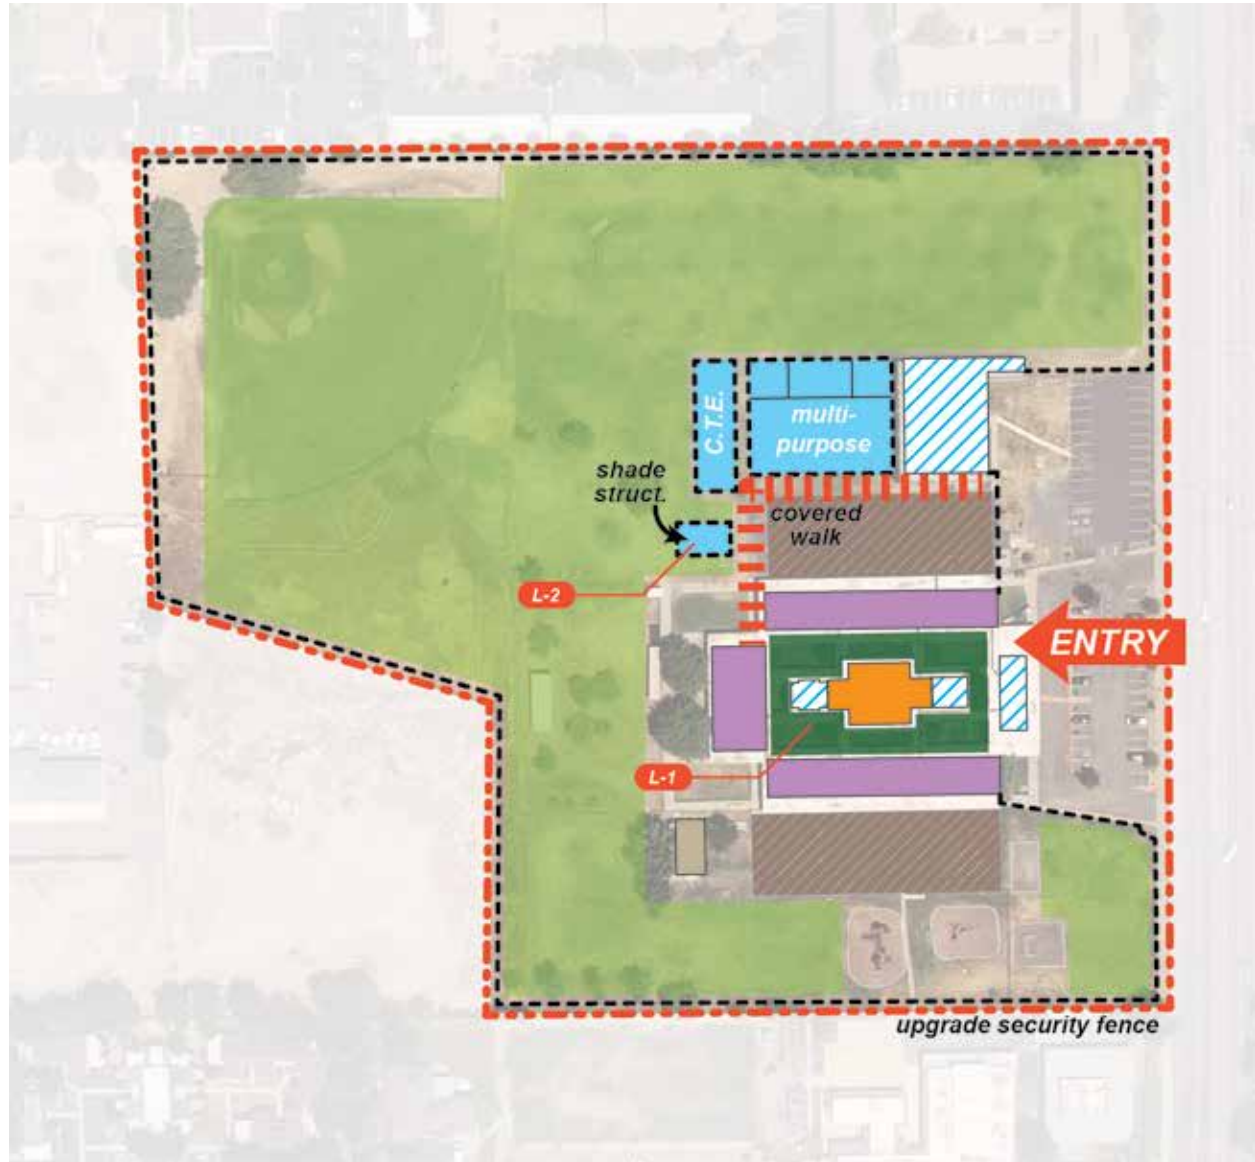 C.T.E.
multi-
purpose
shade
struct.
covered
walk
L-2
ENTRY
L-1
upgrade security fence